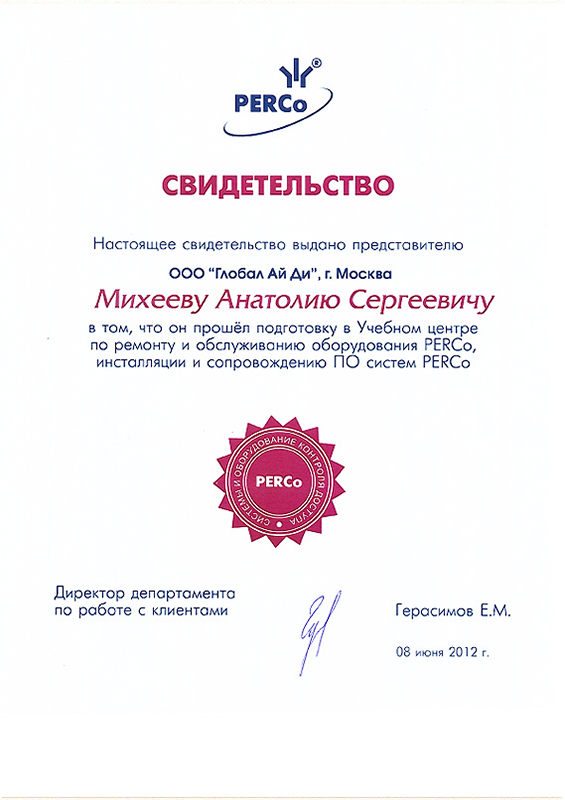 PERCo®
СВИДЕТЕЛЬСТВО
Настоящее свидетельство выдано представителю
ООО "Глобал Ай Ди", г. Москва
Михееву Анатолию Сергеевичу
в том, что он прошёл подготовку в Учебном центре
по ремонту и обслуживанию оборудования PERCo,
инсталляции и сопровождению ПО систем PERCo
СИСТЕМЫ И ОБОРУДОВАНИЕ КОНТРОЛЯ ДОСТУПА
PERCo
Директор департамента
по работе с клиентами
Герасимов Е.М.
08 июня 2012 г.